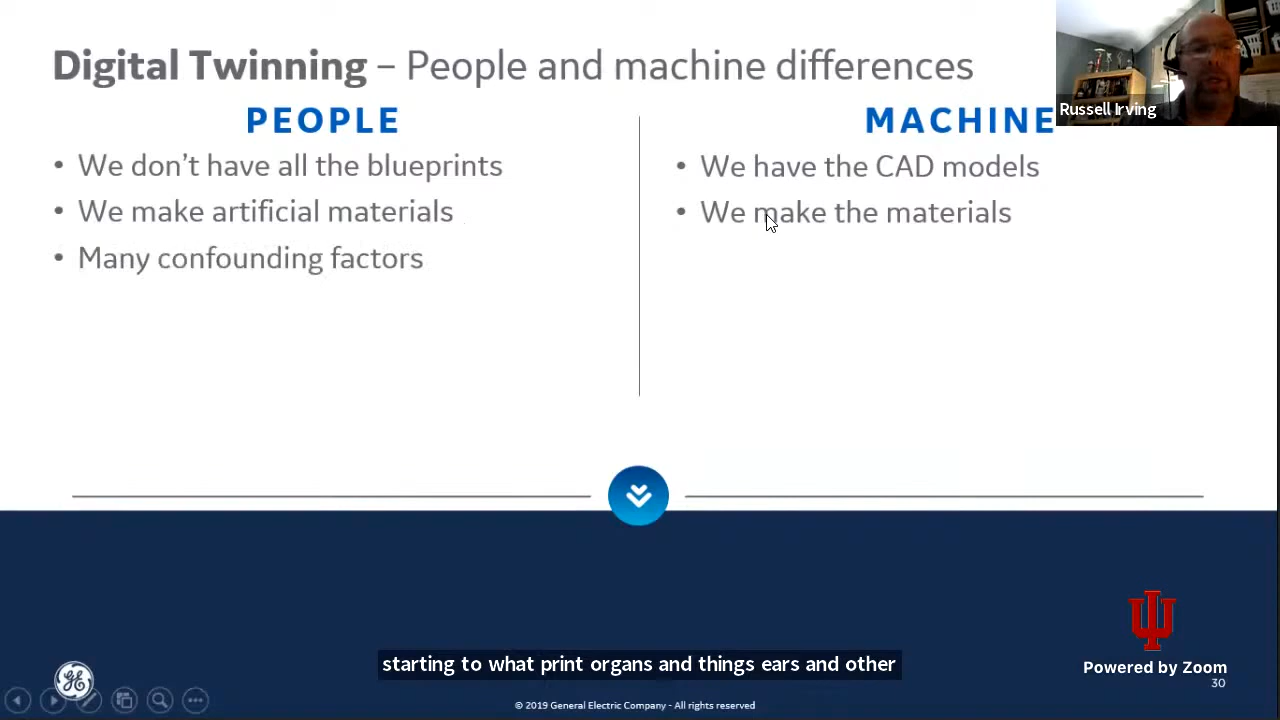 Digital Twinning – People and machine differences
Russell Irving
PEOPLE
MACHINE
• We don't have all the blueprints
• We make artificial materials
• Many confounding factors
• We have the CAD models
• We make the materials
starting to what print organs and things ears and other
Powered by Zoom
30
© 2019 General Electric Company - All rights reserved